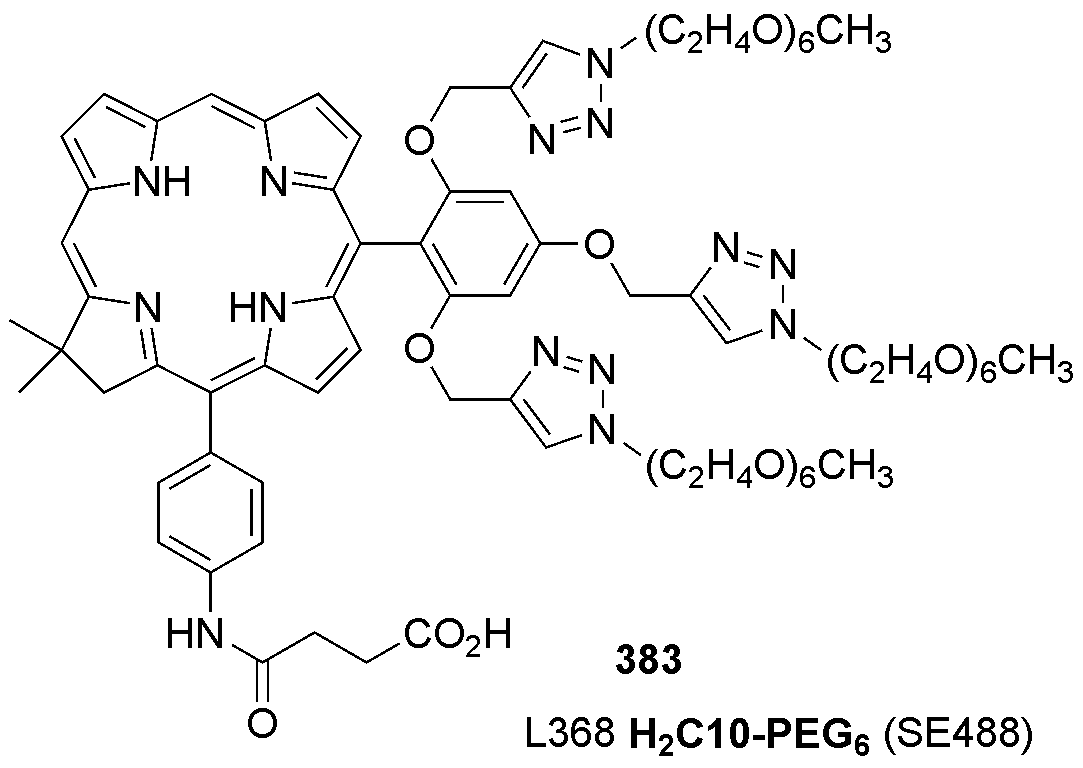 (C₂H₄O)₆CH₃
N
N
N
O
NH
N
O
N
N
N
N
HN
(C₂H₄O)₆CH₃
O
N
N
N
(C₂H₄O)₆CH₃
HN
CO₂H
O
383
L368 H₂C10-PEG₆ (SE488)